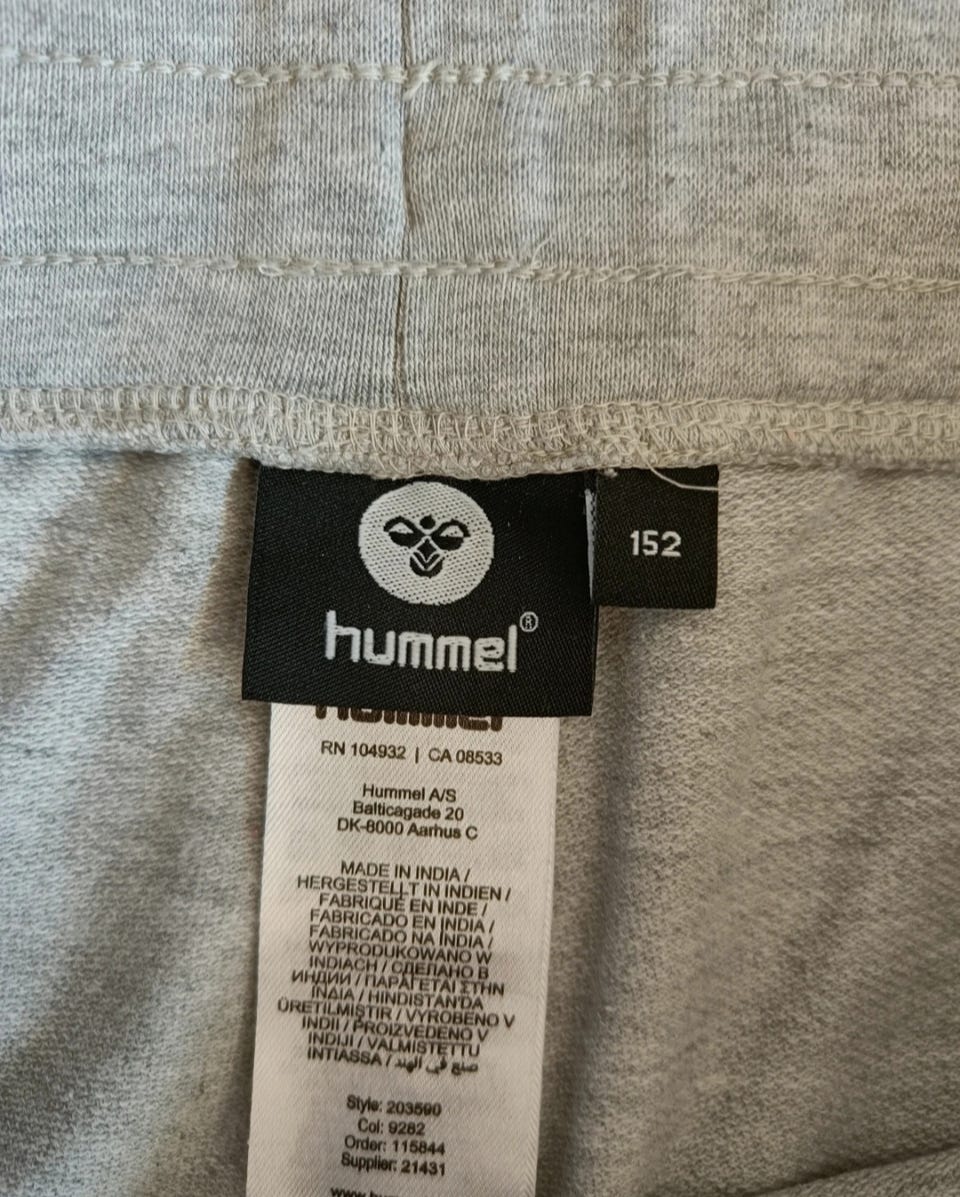 152
hummel®
RN 104932 | CA 08533
Hummel A/S
Balticagade 20
DK-8000 Aarhus C
MADE IN INDIA /
HERGESTELLT IN INDIEN /
FABRIQUÉ EN INDE /
FABRICADO EN INDIA /
FABRICADO NA ÍNDIA /
WYPRODUKOWANO W
INDIACH / СДЕЛАНО В
ИНДИИ / ΠΑΡΑΓΕΤΑΙ ΣΤΗΝ
ΙΝΔΙΑ / HINDISTAN'DA
ÜRETILMIŞTIR / VYROBENO V
INDII / PROIZVEDENO V
INDIJI / VALMISTETTU
INTIASSA / صنع في الهند
Style: 203590
Col: 9282
Order: 115844
Supplier: 21431